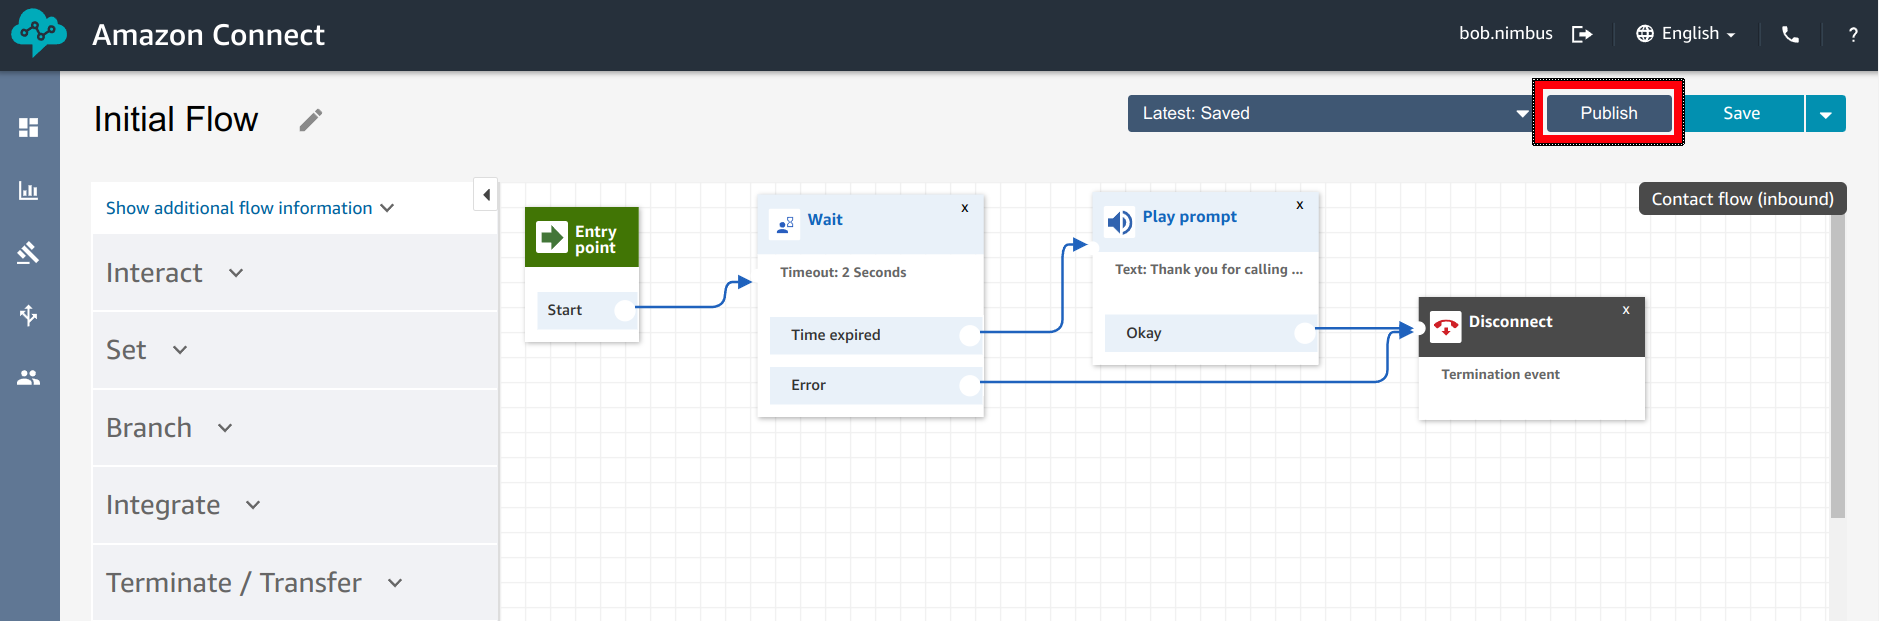 Amazon Connect
bob.nimbus
English
?
Initial Flow
Latest: Saved
Publish
Save
Show additional flow information
Interact
Set
Branch
Integrate
Terminate / Transfer
Contact flow (inbound)
Entry
point
Start
Wait
x
Timeout: 2 Seconds
Time expired
Error
Play prompt
x
Text: Thank you for calling ...
Okay
Disconnect
x
Termination event